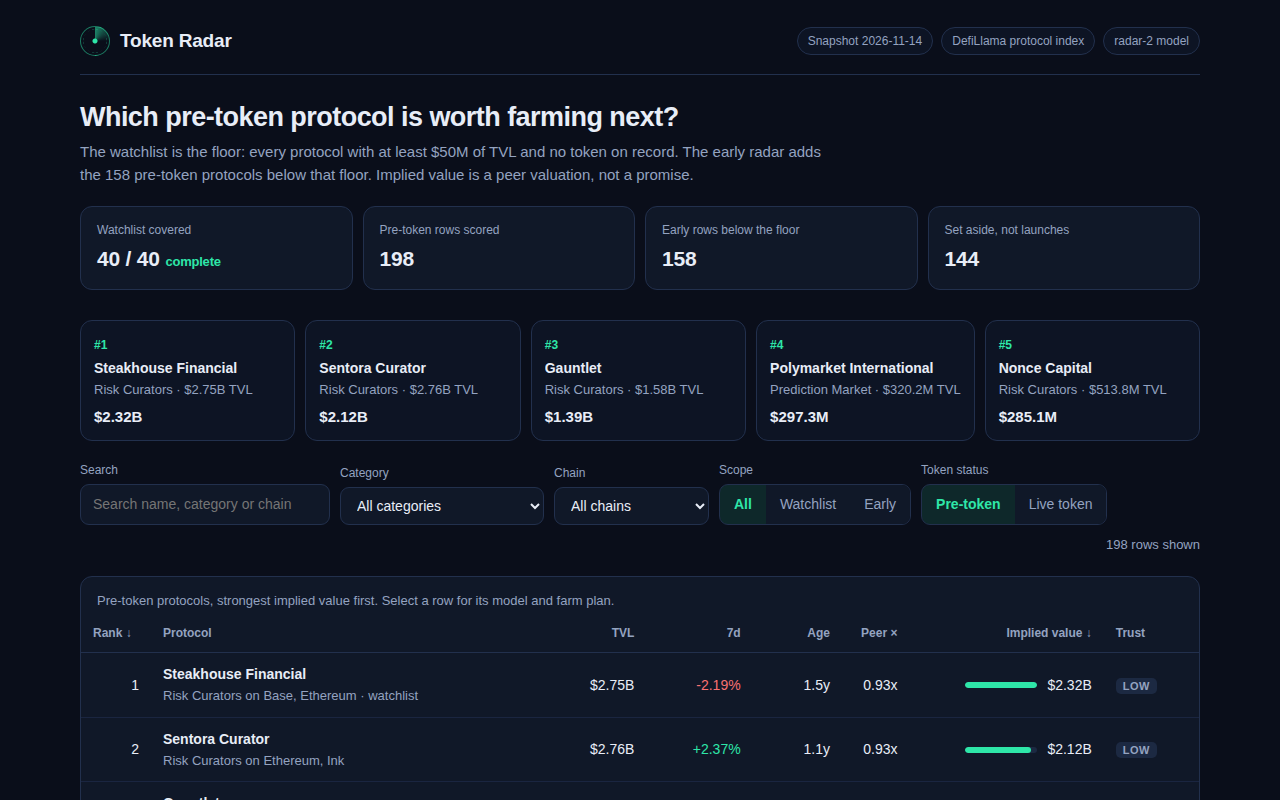 Token Radar
Snapshot 2026-11-14
DefiLlama protocol index
radar-2 model
Which pre-token protocol is worth farming next?
The watchlist is the floor: every protocol with at least $50M of TVL and no token on record. The early radar adds
the 158 pre-token protocols below that floor. Implied value is a peer valuation, not a promise.
Watchlist covered
40 / 40 complete
Pre-token rows scored
198
Early rows below the floor
158
Set aside, not launches
144
#1
Steakhouse Financial
Risk Curators · $2.75B TVL
$2.32B
#2
Sentora Curator
Risk Curators · $2.76B TVL
$2.12B
#3
Gauntlet
Risk Curators · $1.58B TVL
$1.39B
#4
Polymarket International
Prediction Market · $320.2M TVL
$297.3M
#5
Nonce Capital
Risk Curators · $513.8M TVL
$285.1M
Search
Search name, category or chain
Category
All categories
Chain
All chains
Scope
All Watchlist Early
Token status
Pre-token Live token
198 rows shown
Pre-token protocols, strongest implied value first. Select a row for its model and farm plan.
Rank ↓ Protocol TVL 7d Age Peer × Implied value ↓ Trust
1 Steakhouse Financial $2.75B -2.19% 1.5y 0.93x $2.32B LOW
Risk Curators on Base, Ethereum · watchlist
2 Sentora Curator $2.76B +2.37% 1.1y 0.93x $2.12B LOW
Risk Curators on Ethereum, Ink